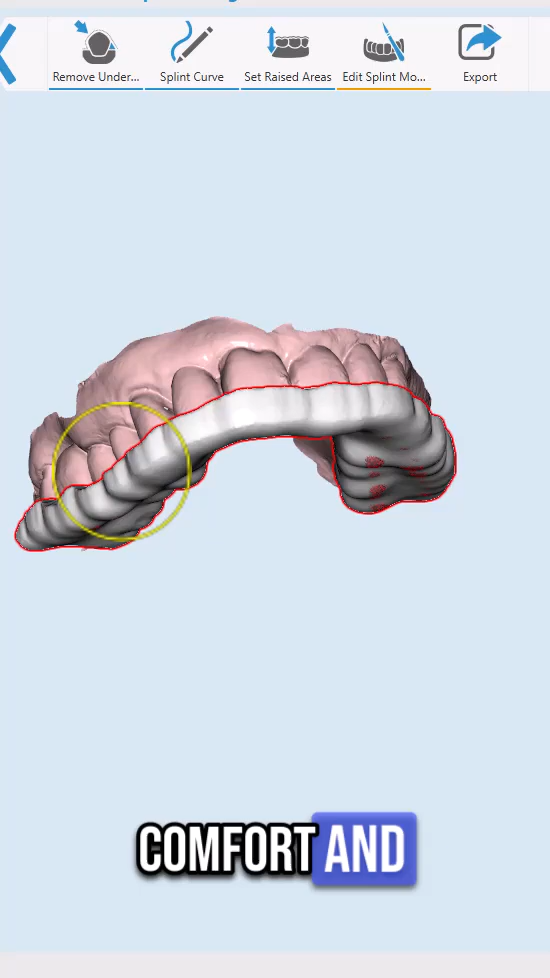 Remove Under...
Splint Curve
Set Raised Areas
Edit Splint Mo...
Export
COMFORT AND